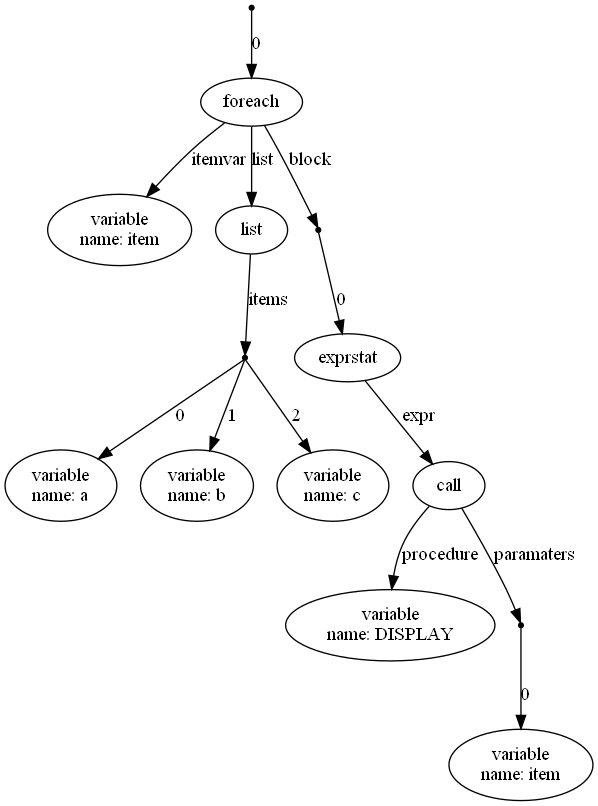 0
foreach
itemvar
list
block
variable
name: item
list
items
0
exprstat
0
1
2
expr
variable
name: a
variable
name: b
variable
name: c
call
procedure
paramaters
variable
name: DISPLAY
0
variable
name: item